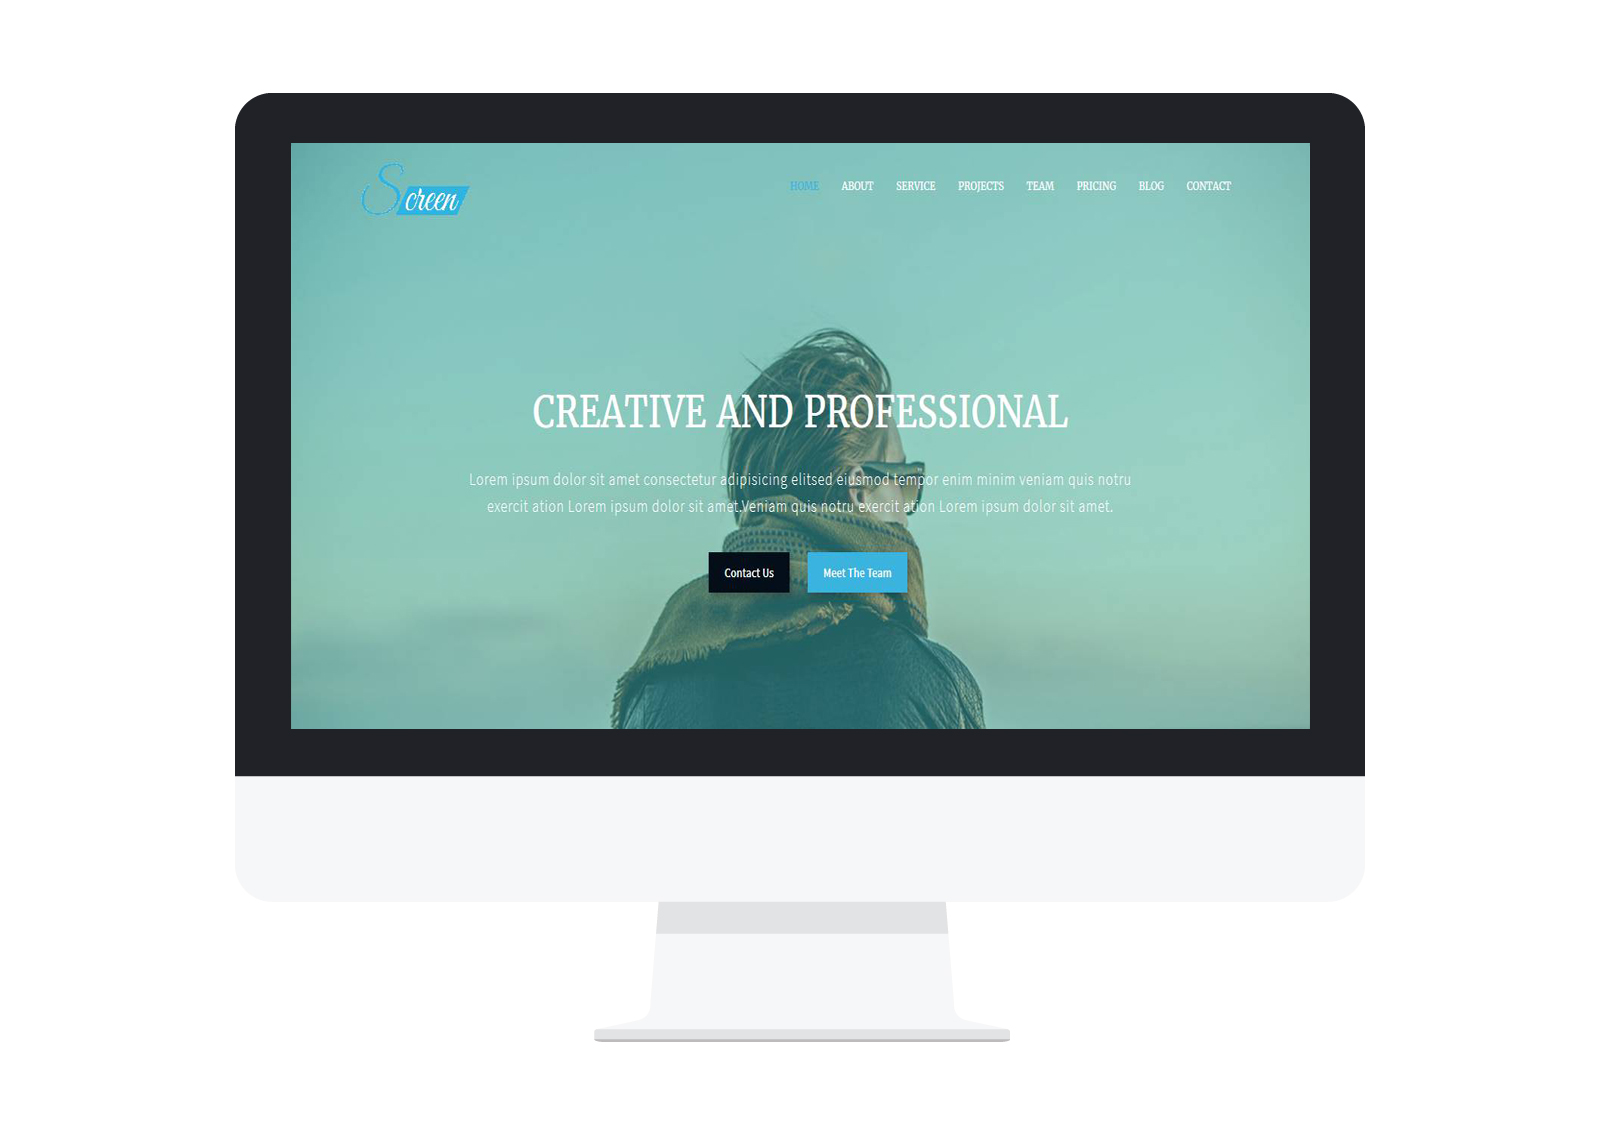 Screen
HOME ABOUT SERVICE PROJECTS TEAM PRICING BLOG CONTACT
CREATIVE AND PROFESSIONAL
Lorem ipsum dolor sit amet consectetur adipisicing elitsed eiusmod tempor enim minim veniam quis notru
exercit ation Lorem ipsum dolor sit amet.Veniam quis notru exercit ation Lorem ipsum dolor sit amet.
Contact Us Meet The Team